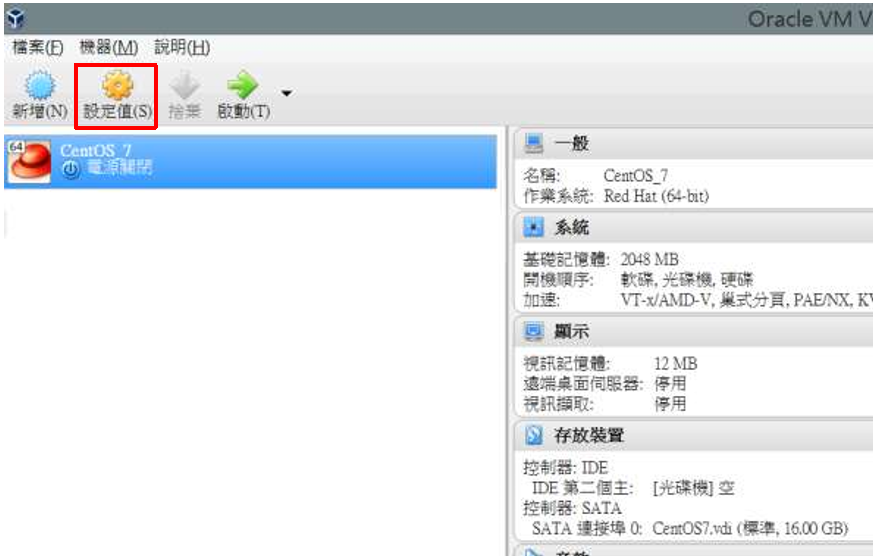 Oracle VM V
檔案(F) 機器(M) 說明(H)
新增(N) 設定值(S) 捨棄 啟動(T)
64
CentOS_7
電源關閉
一般
名稱: CentOS_7
作業系統: Red Hat (64-bit)
系統
基礎記憶體: 2048 MB
開機順序: 軟碟, 光碟機, 硬碟
加速: VT-x/AMD-V, 巢式分頁, PAE/NX, KV
顯示
視訊記憶體: 12 MB
遠端桌面伺服器: 停用
視訊擷取: 停用
存放裝置
控制器: IDE
IDE 第二個主: [光碟機] 空
控制器: SATA
SATA 連接埠 0: CentOS7.vdi (標準, 16.00 GB)